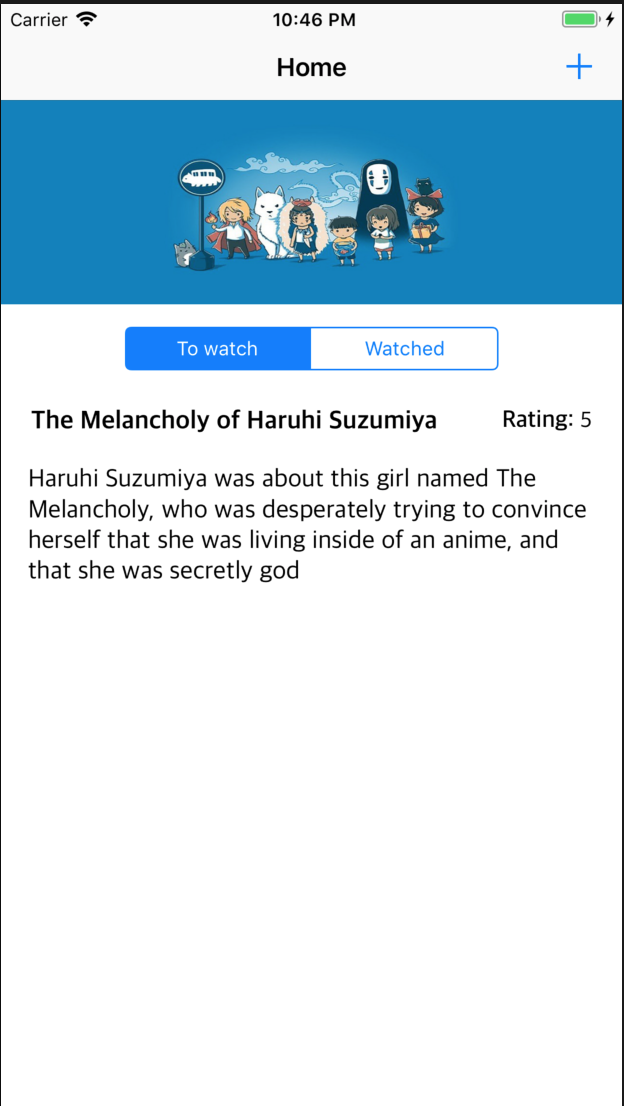 Carrier 10:46 PM
Home +
To watch Watched
The Melancholy of Haruhi Suzumiya Rating: 5
Haruhi Suzumiya was about this girl named The
Melancholy, who was desperately trying to convince
herself that she was living inside of an anime, and
that she was secretly god